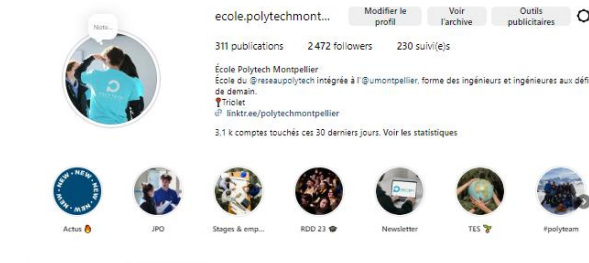 Note...
ecole.polytechmont... Modifier le profil Voir l'archive Outils publicitaires
311 publications 2 472 followers 230 suivi(e)s
École Polytech Montpellier
École du @reseaupolytech intégrée à l'@umontpellier, forme des ingénieurs et ingénieures aux défi
de demain.
📍Triolet
linktr.ee/polytechmontpellier
3,1 k comptes touchés ces 30 derniers jours. Voir les statistiques
NEW • NEW • NEW • NEW
Actus 🔥 JPO Stages & emp... RDD 23 🎓 Newsletter TES 🌱 #polyteam